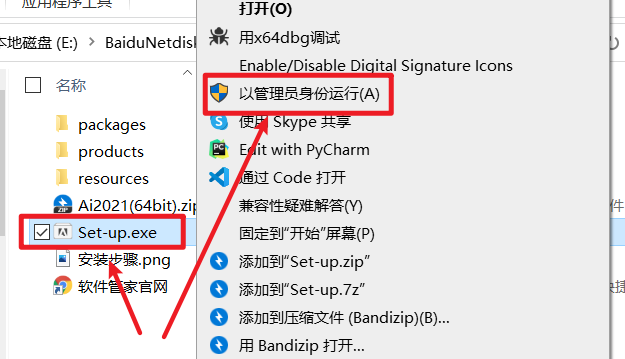 应用程序工具
打开(O)
本地磁盘 (E:) > BaiduNetdisk
用x64dbg调试
Enable/Disable Digital Signature Icons
名称
以管理员身份运行(A)
使用 Skype 共享
packages
Edit with PyCharm
products
通过 Code 打开
resources
兼容性疑难解答(Y)
Ai2021(64bit).zip
固定到“开始”屏幕(P)
Set-up.exe
添加到“Set-up.zip”
安装步骤.png
添加到“Set-up.7z”
软件管家官网
捷
添加到压缩文件 (Bandizip)(B)...
用 Bandizip 打开...